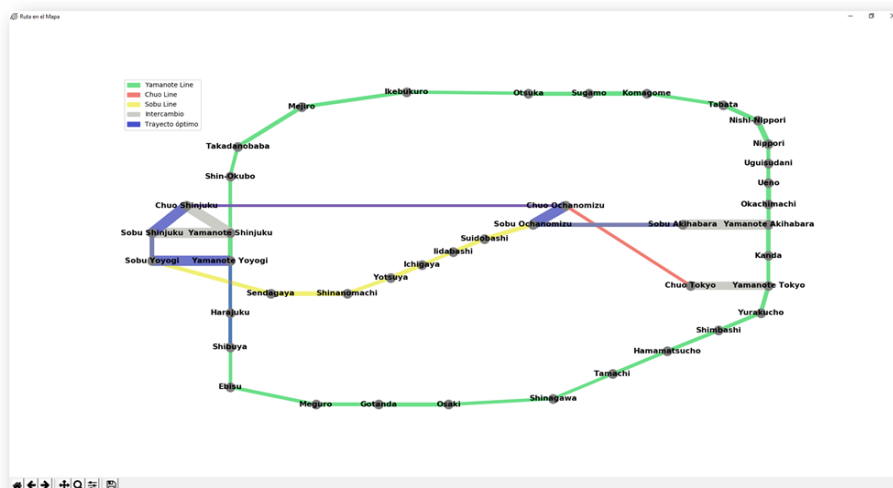 Ruta en el Mapa
Yamanote Line
Chuo Line
Sobu Line
Intercambio
Trayecto óptimo
Ikebukuro
Otsuka
Sugamo
Komagome
Mejiro
Tabata
Nishi-Nippori
Takadanobaba
Nippori
Uguisudani
Shin-Okubo
Ueno
Chuo Shinjuku
Chuo Ochanomizu
Okachimachi
Sobu Ochanomizu
Sobu Akihabara
Yamanote Akihabara
Sobu Shinjuku
Yamanote Shinjuku
Suidobashi
Iidabashi
Kanda
Sobu Yoyogi
Yamanote Yoyogi
Ichigaya
Yotsuya
Chuo Tokyo
Yamanote Tokyo
Sendagaya
Shinanomachi
Harajuku
Yurakucho
Shimbashi
Shibuya
Hamamatsucho
Tamachi
Ebisu
Shinagawa
Meguro
Gotanda
Osaki